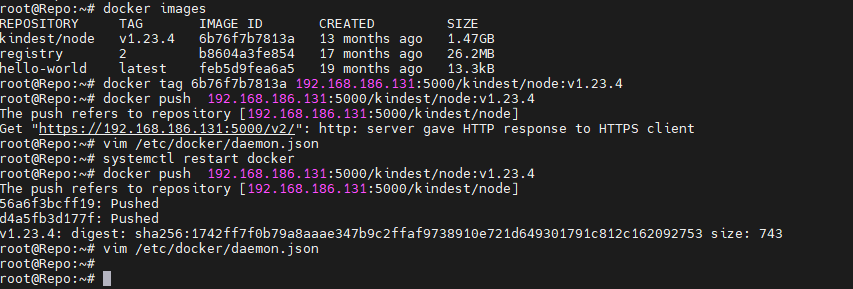 root@Repo:~# docker images
REPOSITORY TAG IMAGE ID CREATED SIZE
kindest/node v1.23.4 6b76f7b7813a 13 months ago 1.47GB
registry 2 b8604a3fe854 17 months ago 26.2MB
hello-world latest feb5d9fea6a5 19 months ago 13.3kB
root@Repo:~# docker tag 6b76f7b7813a 192.168.186.131:5000/kindest/node:v1.23.4
root@Repo:~# docker push  192.168.186.131:5000/kindest/node:v1.23.4
The push refers to repository [192.168.186.131:5000/kindest/node]
Get "https://192.168.186.131:5000/v2/": http: server gave HTTP response to HTTPS client
root@Repo:~# vim /etc/docker/daemon.json
root@Repo:~# systemctl restart docker
root@Repo:~# docker push  192.168.186.131:5000/kindest/node:v1.23.4
The push refers to repository [192.168.186.131:5000/kindest/node]
56a6f3bcff19: Pushed
d4a5fb3d177f: Pushed
v1.23.4: digest: sha256:1742ff7f0b79a8aaae347b9c2ffaf9738910e721d649301791c812c162092753 size: 743
root@Repo:~# vim /etc/docker/daemon.json
root@Repo:~#
root@Repo:~#